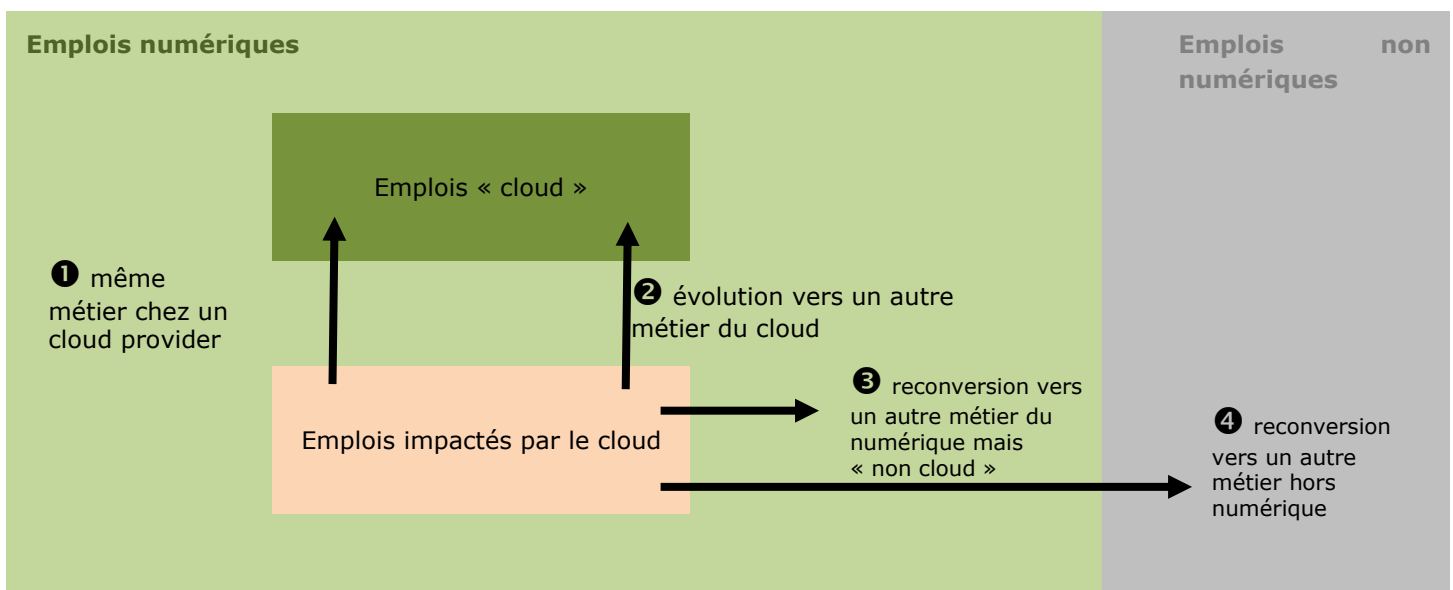 Emplois numériques
Emplois non
numériques
Emplois « cloud »
❶ même
métier chez un
cloud provider
❷ évolution vers un autre
métier du cloud
❸ reconversion vers
un autre métier du
numérique mais
« non cloud »
Emplois impactés par le cloud
❹ reconversion
vers un autre
métier hors
numérique